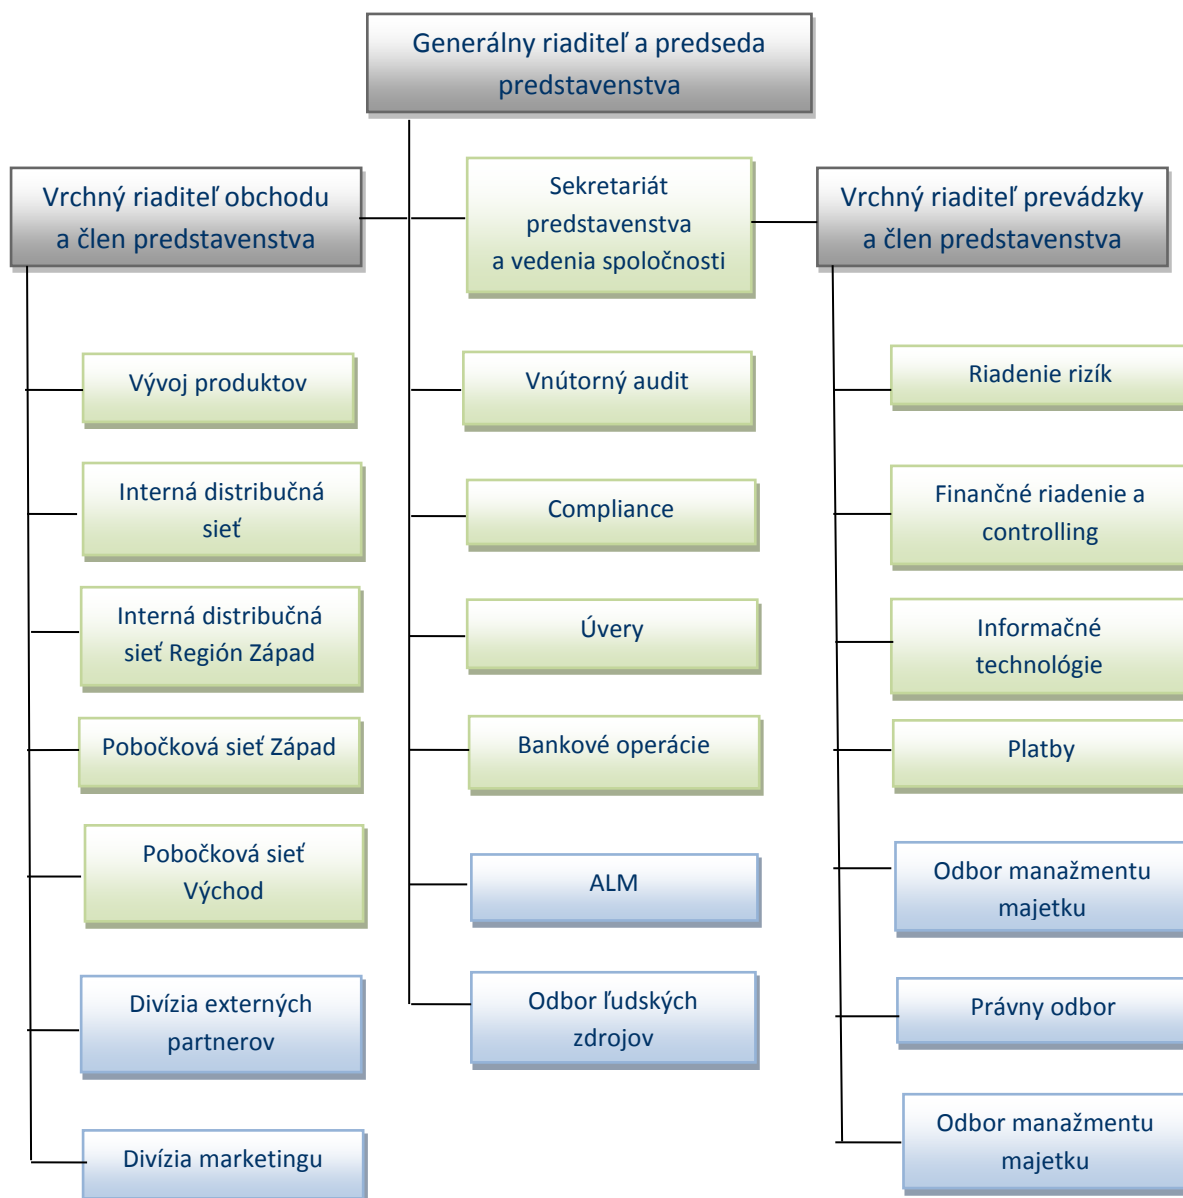 Generálny riaditeľ a predseda
predstavenstva
Vrchný riaditeľ obchodu
a člen predstavenstva
Sekretariát
predstavenstva
a vedenia spoločnosti
Vrchný riaditeľ prevádzky
a člen predstavenstva
Vývoj produktov
Interná distribučná
sieť
Interná distribučná
sieť Región Západ
Pobočková sieť Západ
Pobočková sieť
Východ
Divízia externých
partnerov
Divízia marketingu
Vnútorný audit
Compliance
Úvery
Bankové operácie
ALM
Odbor ľudských
zdrojov
Riadenie rizík
Finančné riadenie a
controlling
Informačné
technológie
Platby
Odbor manažmentu
majetku
Právny odbor
Odbor manažmentu
majetku